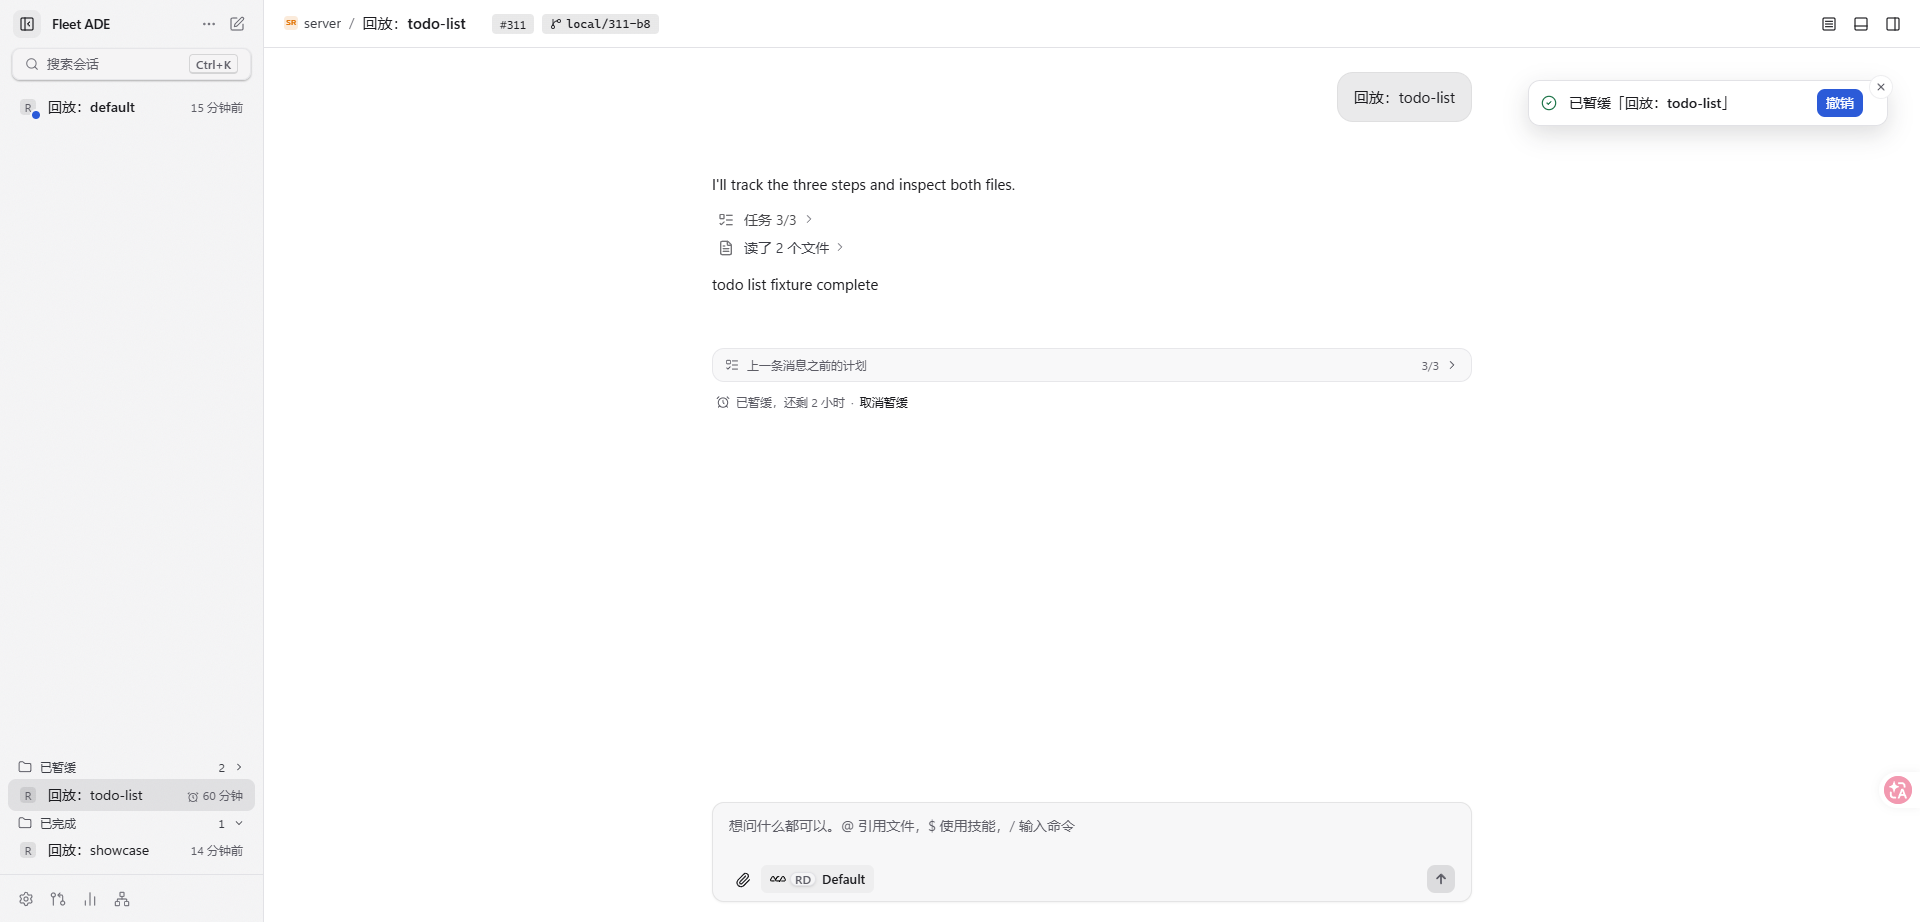 Fleet ADE
搜索会话 Ctrl+K
R 回放：default 15 分钟前
已暂缓 2
R 回放：todo-list 60 分钟
已完成 1
R 回放：showcase 14 分钟前
SR server / 回放：todo-list #311 local/311-b8
回放：todo-list
已暂缓「回放：todo-list」 撤销
I'll track the three steps and inspect both files.
任务 3/3
读了 2 个文件
todo list fixture complete
上一条消息之前的计划 3/3
已暂缓，还剩 2 小时 · 取消暂缓
想问什么都可以。@ 引用文件，$ 使用技能，/ 输入命令
RD Default